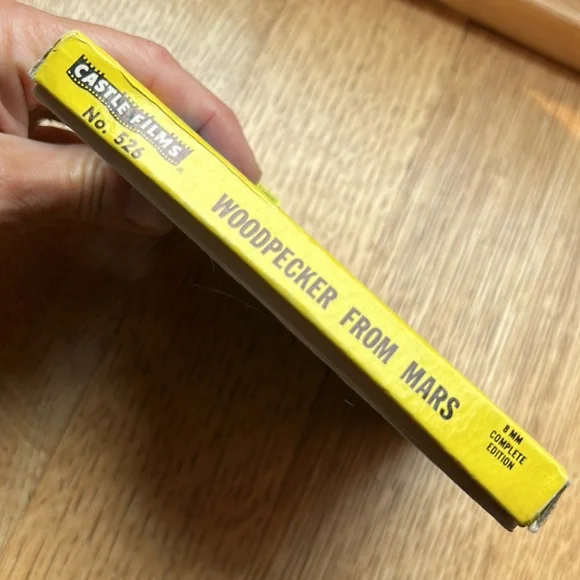 CASTLE FILMS
No. 526
WOODPECKER FROM MARS
8 MM
COMPLETE
EDITION